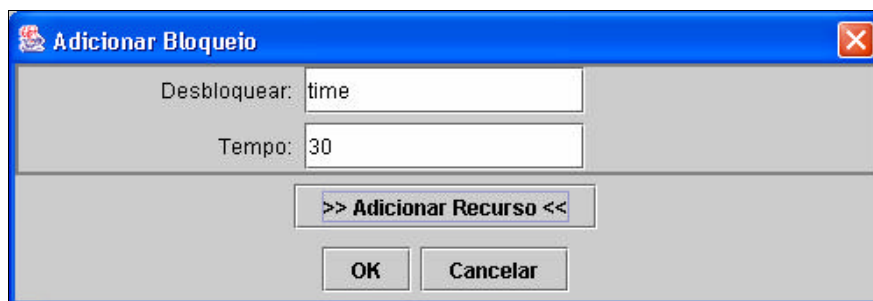 Adicionar Bloqueio
Desbloquear: time
Tempo: 30
>> Adicionar Recurso <<
OK Cancelar